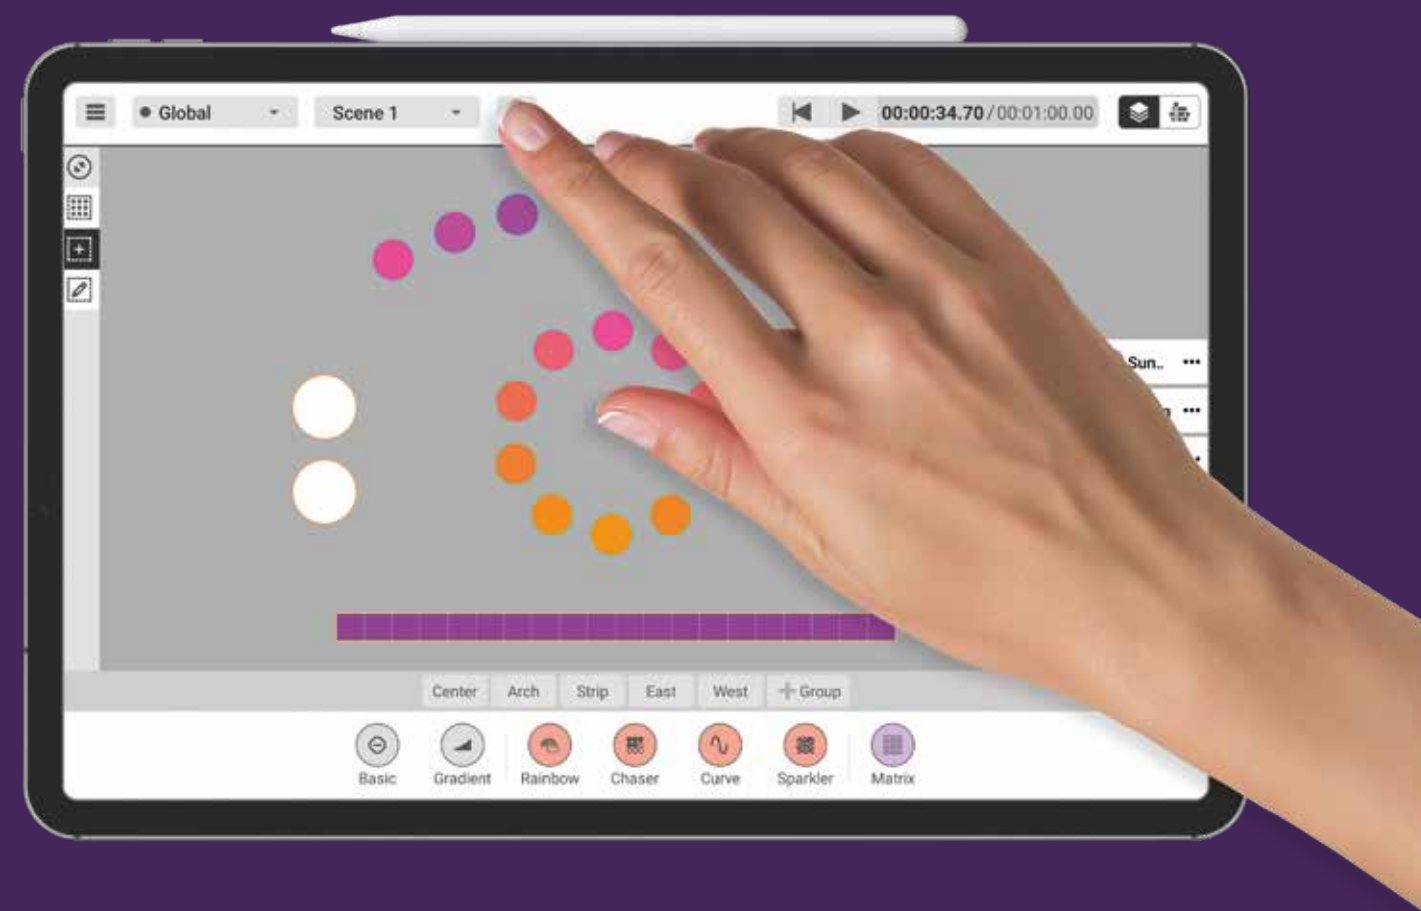 Global
Scene 1
00:00:34.70/00:01:00.00
Sun..
Center Arch Strip East West + Group
Basic Gradient Rainbow Chaser Curve Sparkler Matrix